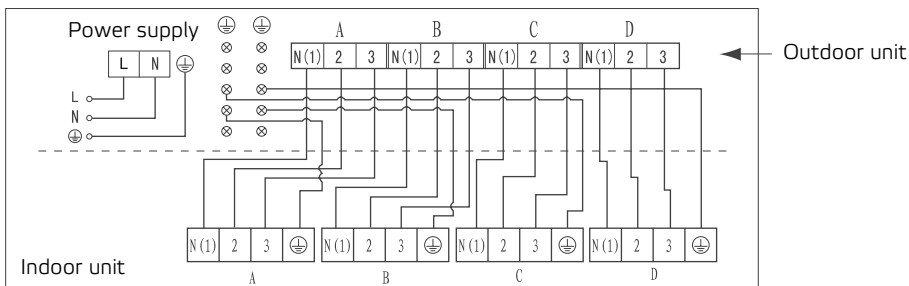 Power supply
A B C D
N(1) 2 3 N(1) 2 3 N(1) 2 3 N(1) 2 3
Outdoor unit
L N
L
N
N(1) 2 3 N(1) 2 3 N(1) 2 3 N(1) 2 3
Indoor unit
A B C D